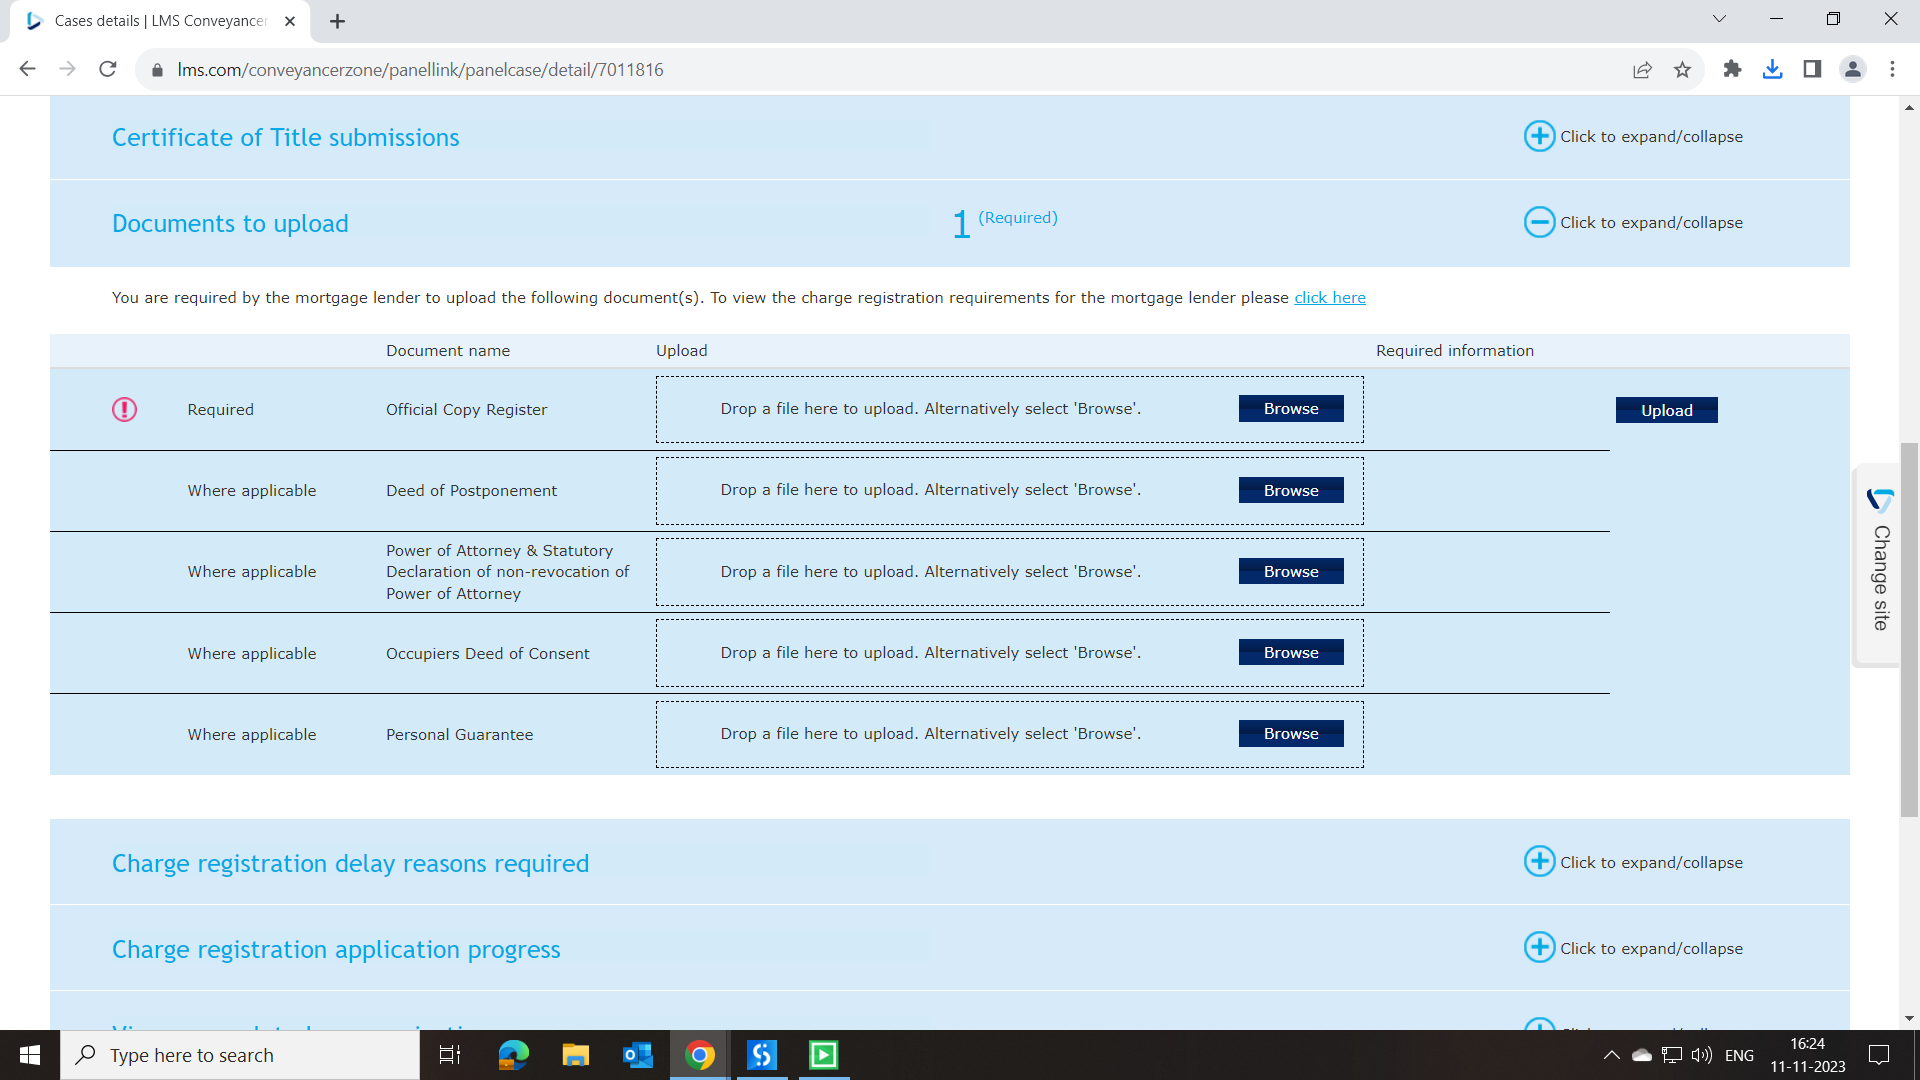 Cases details | LMS Conveyancer
lms.com/conveyancerzone/panellink/panelcase/detail/7011816
Certificate of Title submissions
Click to expand/collapse
Documents to upload
1 (Required)
Click to expand/collapse
You are required by the mortgage lender to upload the following document(s). To view the charge registration requirements for the mortgage lender please click here
Document name
Upload
Required information
Required
Official Copy Register
Drop a file here to upload. Alternatively select 'Browse'.
Browse
Upload
Where applicable
Deed of Postponement
Drop a file here to upload. Alternatively select 'Browse'.
Browse
Where applicable
Power of Attorney & Statutory
Declaration of non-revocation of
Power of Attorney
Drop a file here to upload. Alternatively select 'Browse'.
Browse
Where applicable
Occupiers Deed of Consent
Drop a file here to upload. Alternatively select 'Browse'.
Browse
Where applicable
Personal Guarantee
Drop a file here to upload. Alternatively select 'Browse'.
Browse
Change site
Charge registration delay reasons required
Click to expand/collapse
Charge registration application progress
Click to expand/collapse
Type here to search
ENG
16:24
11-11-2023